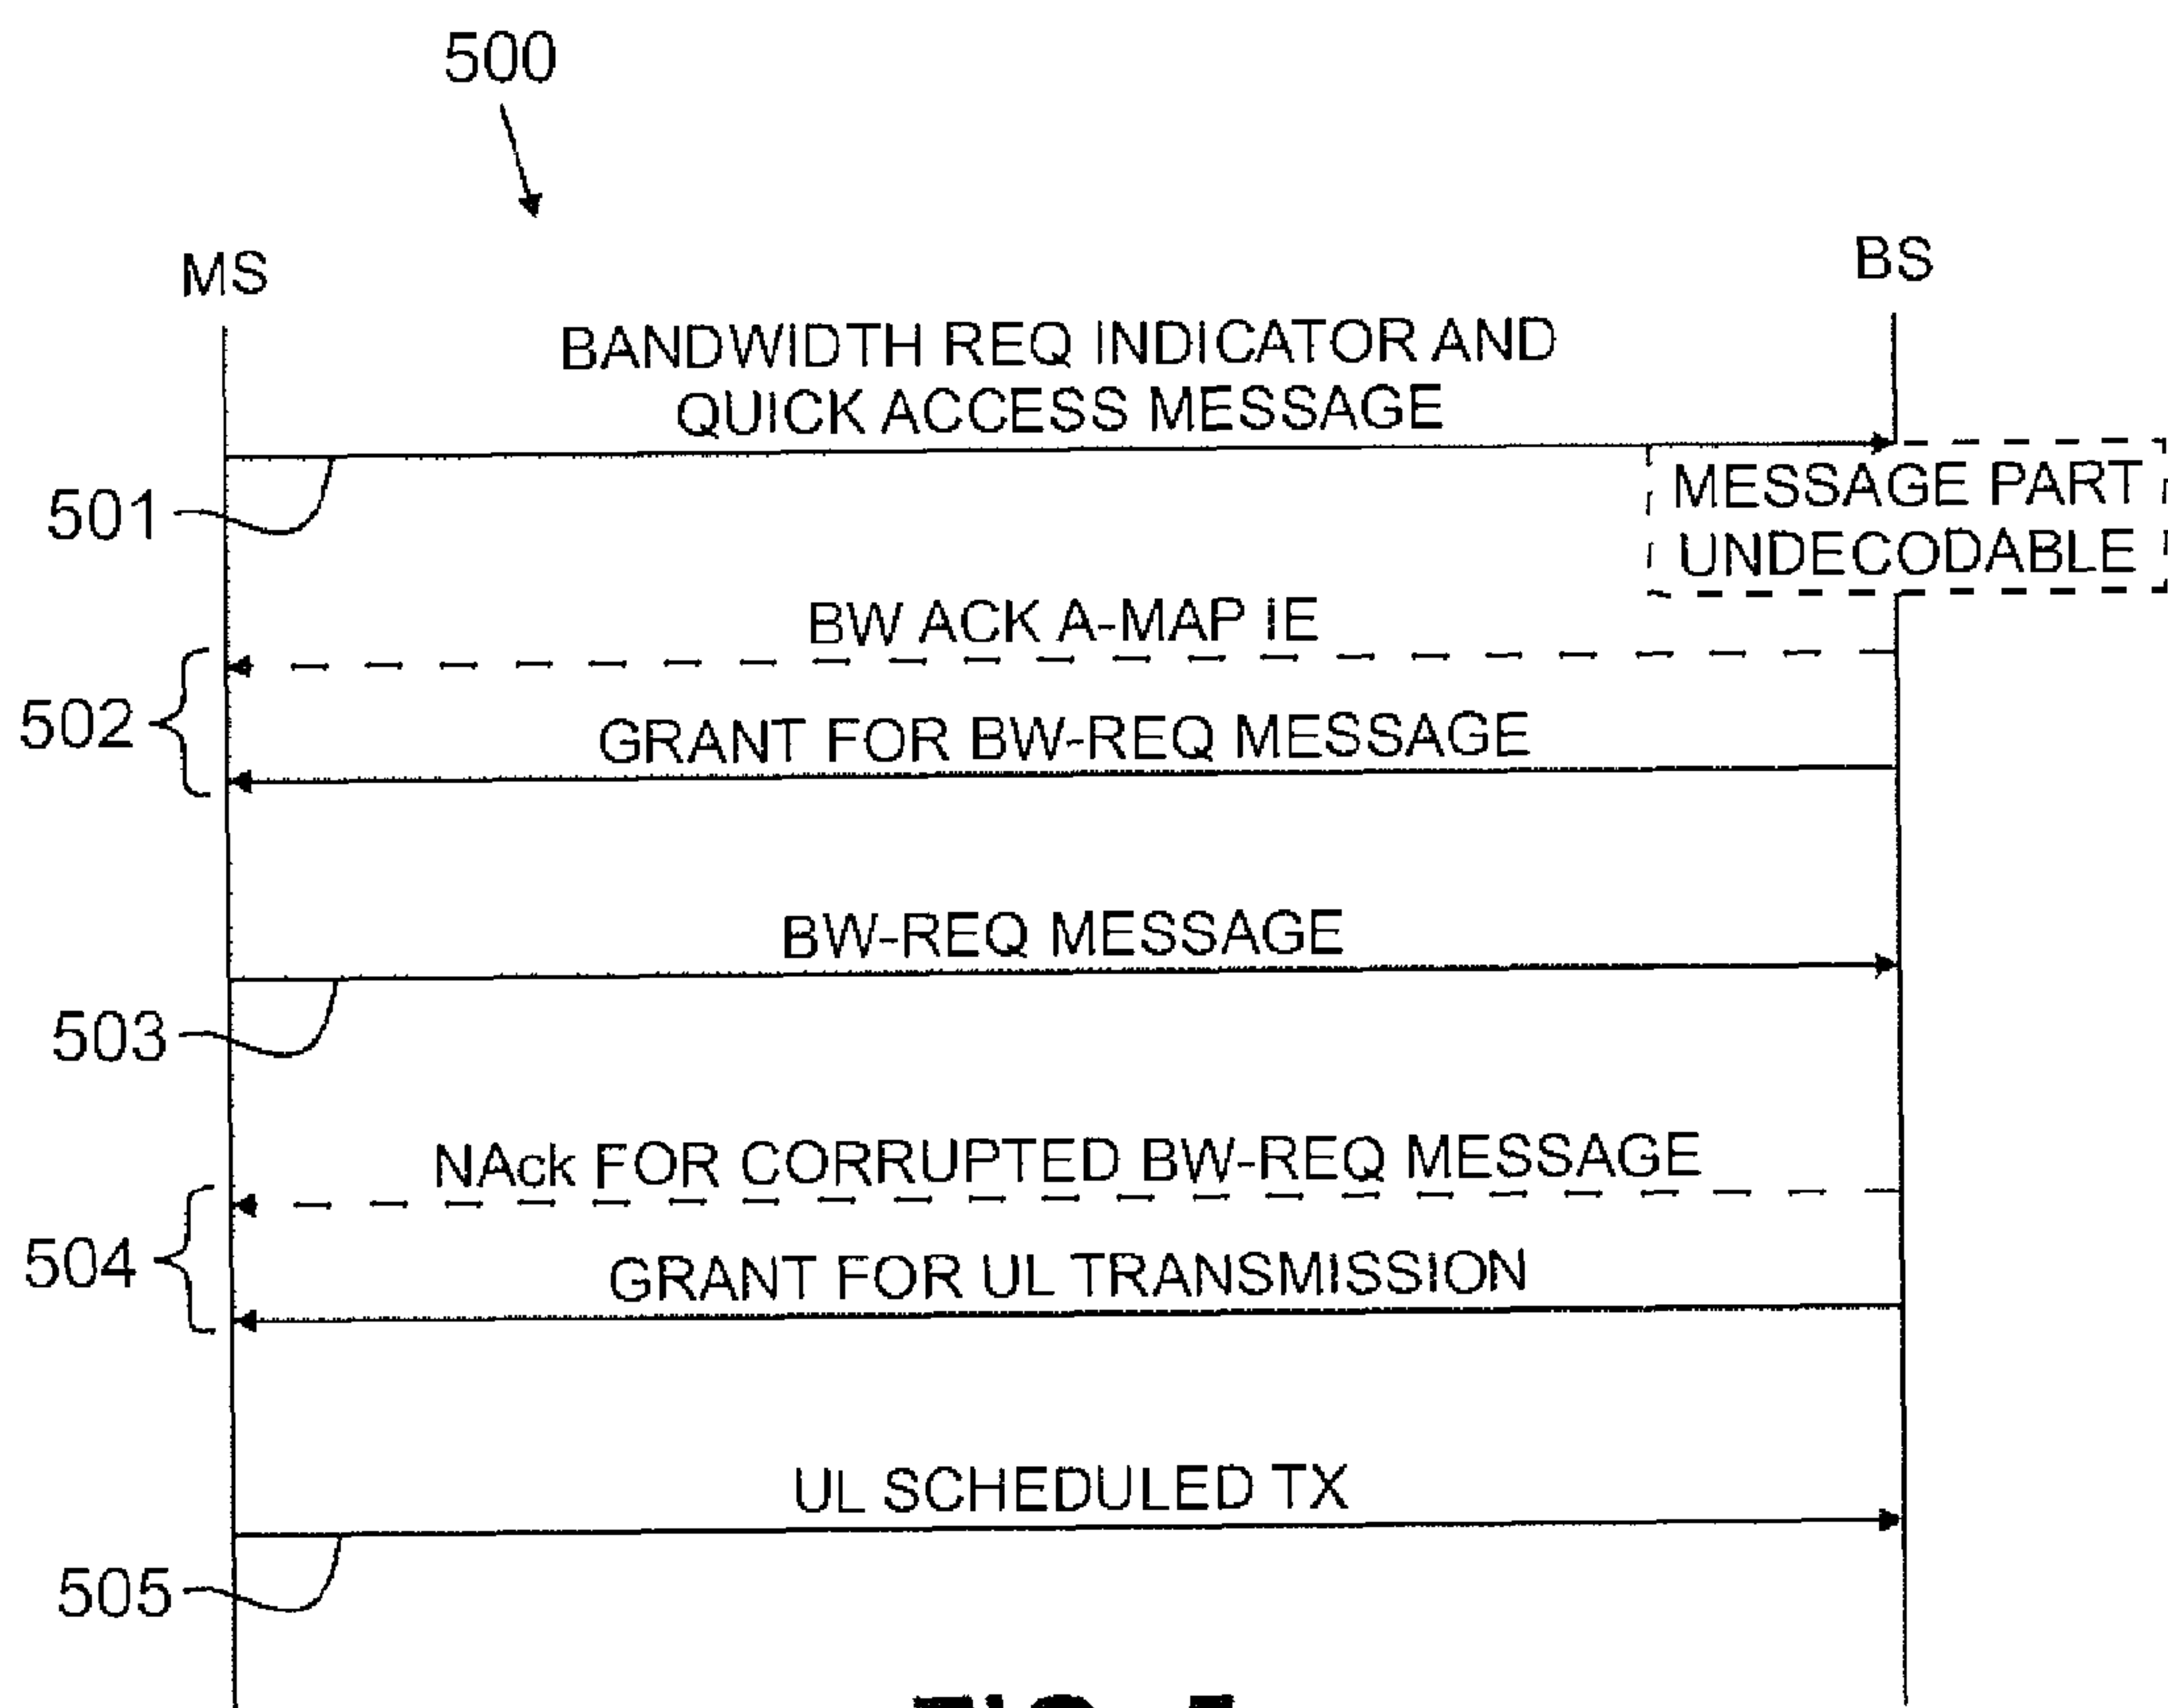 500
MS
BS
BANDWIDTH REQ INDICATOR AND
QUICK ACCESS MESSAGE
501
MESSAGE PART
UNDECODABLE
BW ACK A-MAP IE
502
GRANT FOR BW-REQ MESSAGE
BW-REQ MESSAGE
503
NAck FOR CORRUPTED BW-REQ MESSAGE
504
GRANT FOR UL TRANSMISSION
UL SCHEDULED TX
505